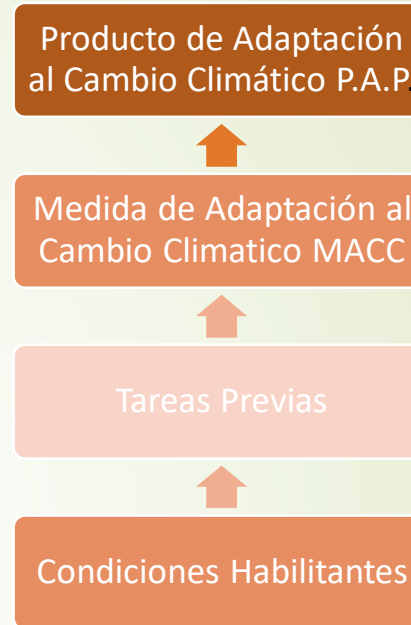 Producto de Adaptación
al Cambio Climático P.A.P.
Medida de Adaptación al
Cambio Climatico MACC
Tareas Previas
Condiciones Habilitantes